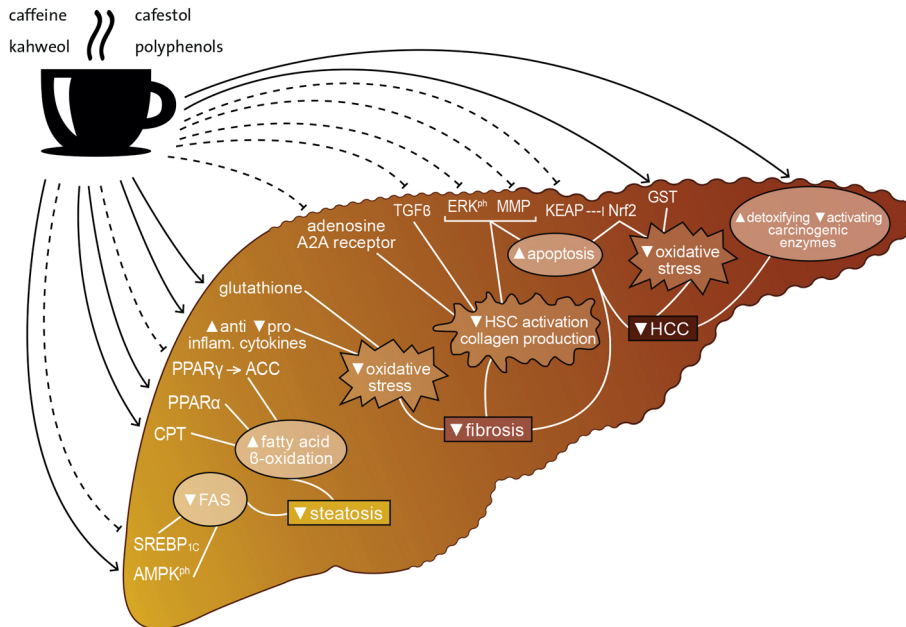 caffeine cafestol
kahweol polyphenols
GST
TGFß ERKᵖʰ MMP KEAP ---ı Nrf2
adenosine
A2A receptor
▲detoxifying ▼activating
carcinogenic
enzymes
▲apoptosis
▼oxidative
stress
glutathione
▼HSC activation
collagen production
▼HCC
▲anti ▼pro
inflam. cytokines
▼oxidative
stress
PPARγ → ACC
PPARα
CPT
▲fatty acid
ß-oxidation
▼fibrosis
▼FAS
▼steatosis
SREBP₁C
AMPKᵖʰ